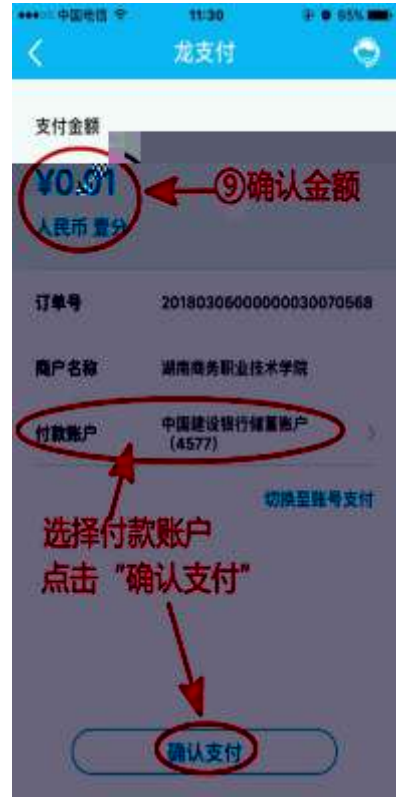 中国电信 11:30 65%
龙支付
支付金额
¥0.01
⑨确认金额
人民币 壹分
订单号 20180306000000030070568
商户名称 湖南商务职业技术学院
付款账户 中国建设银行储蓄账户
(4577)
切换至账号支付
选择付款账户
点击“确认支付”
确认支付